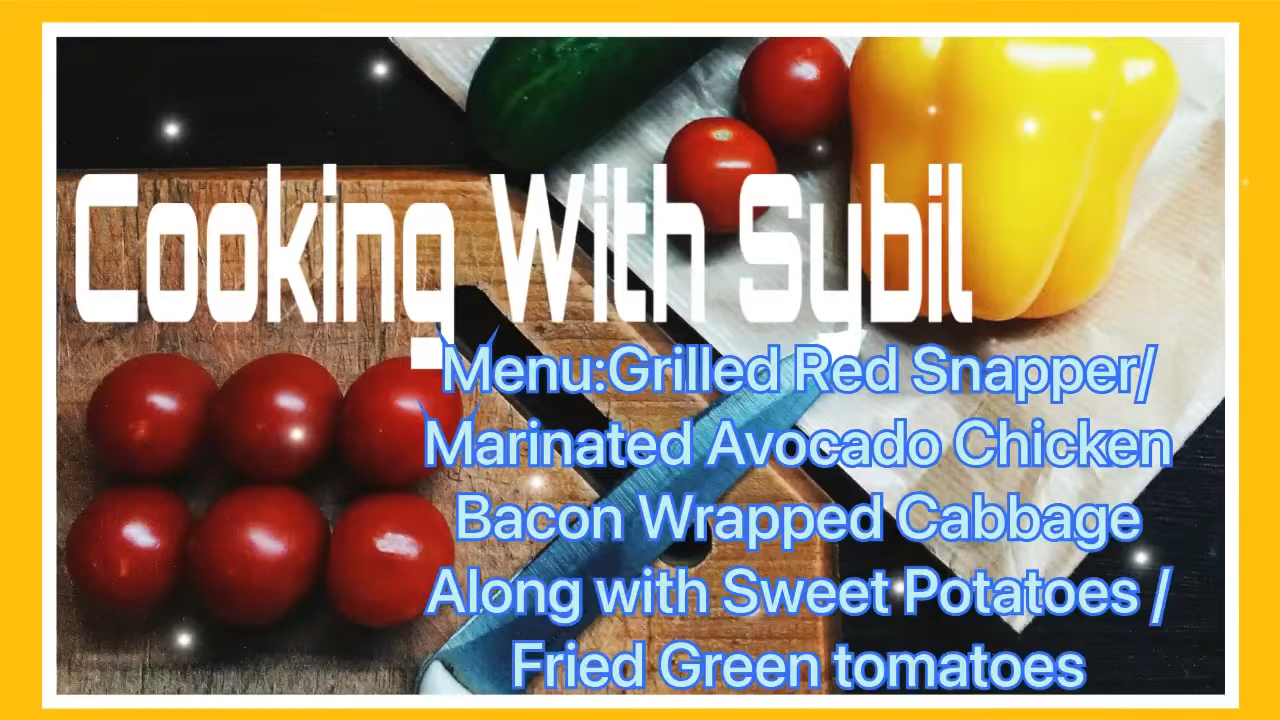 Cooking With Sybil
Menu:Grilled Red Snapper/
Marinated Avocado Chicken
Bacon Wrapped Cabbage
Along with Sweet Potatoes /
Fried Green tomatoes